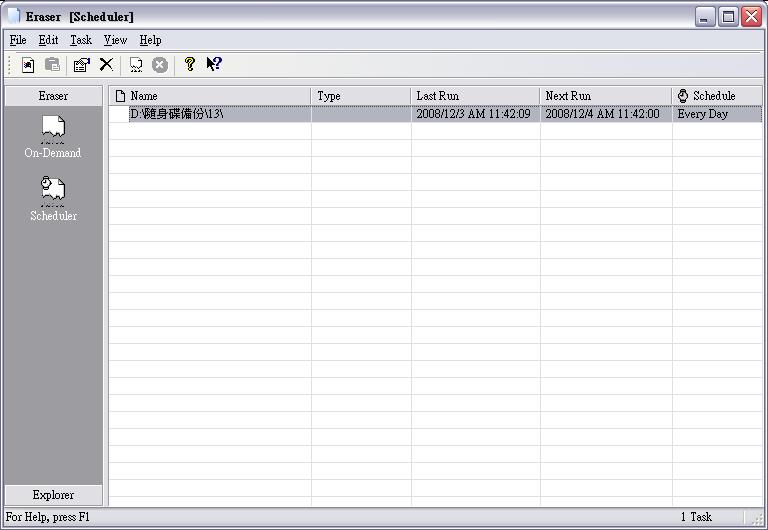 Eraser [Scheduler]
File Edit Task View Help
Eraser
Name Type Last Run Next Run Schedule
D:\隨身碟備份\13\ 2008/12/3 AM 11:42:09 2008/12/4 AM 11:42:00 Every Day
On-Demand
Scheduler
Explorer
For Help, press F1 1 Task